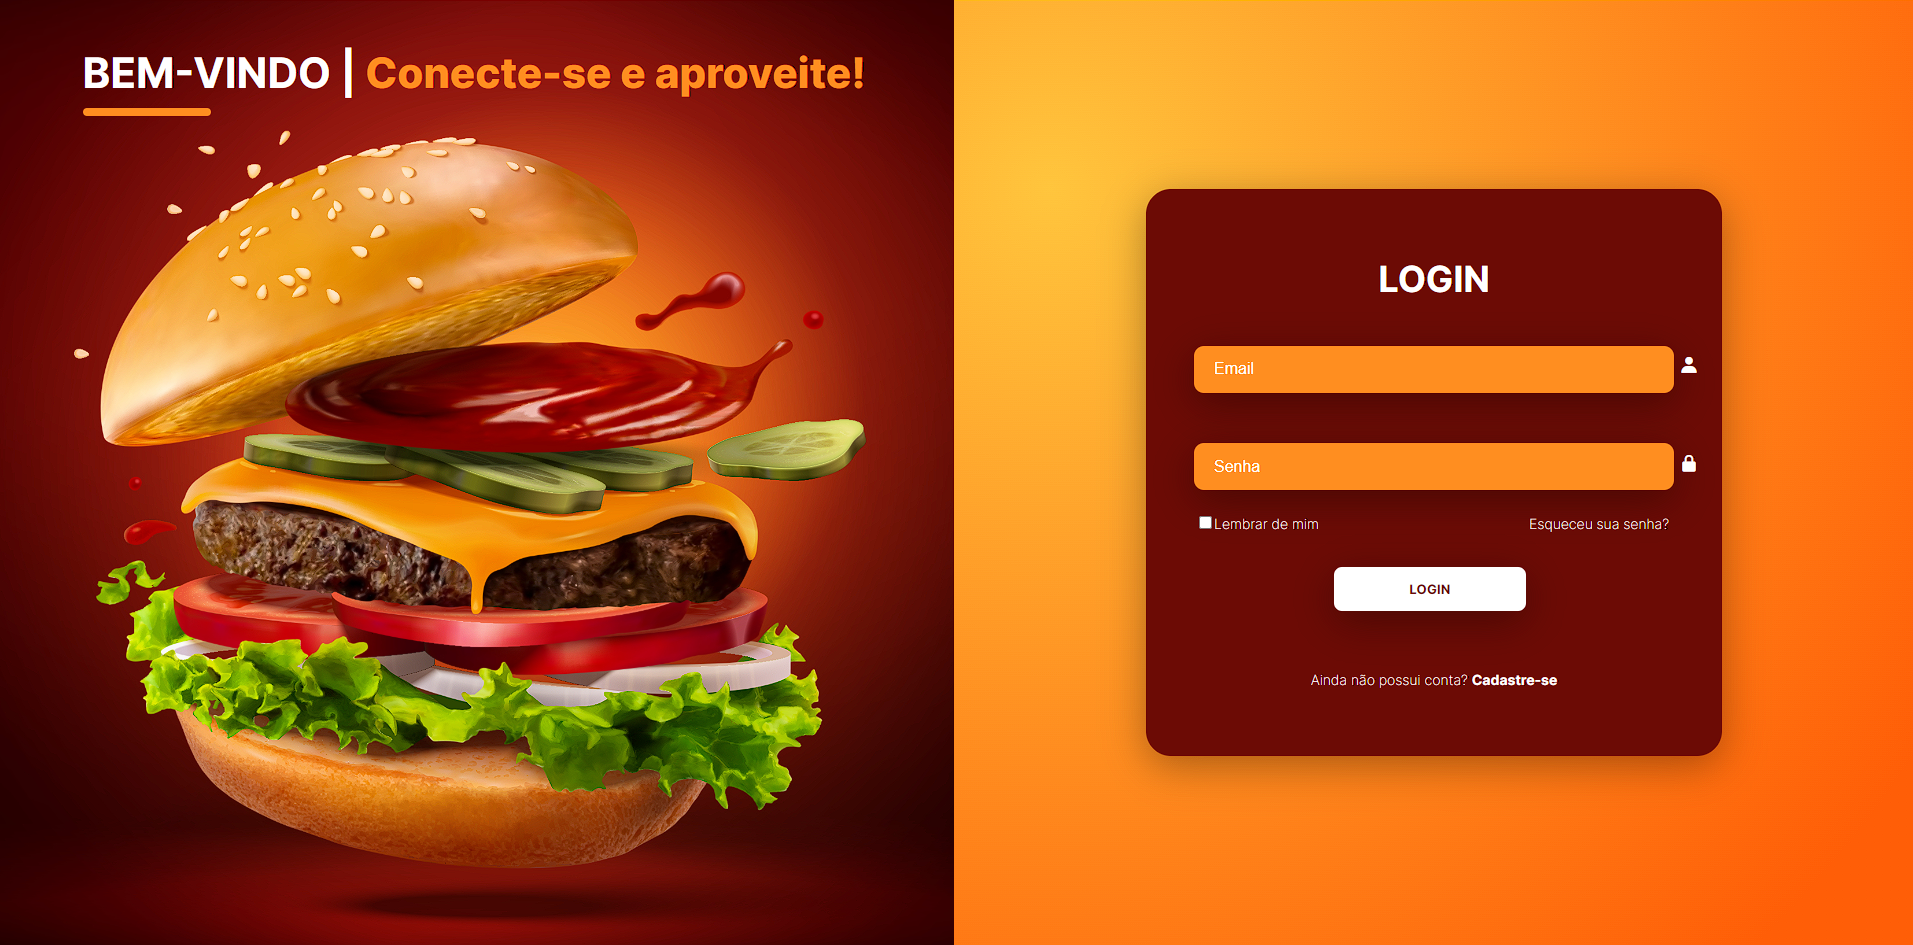 BEM-VINDO | Conecte-se e aproveite!
LOGIN
Email
Senha
Lembrar de mim
Esqueceu sua senha?
LOGIN
Ainda não possui conta? Cadastre-se